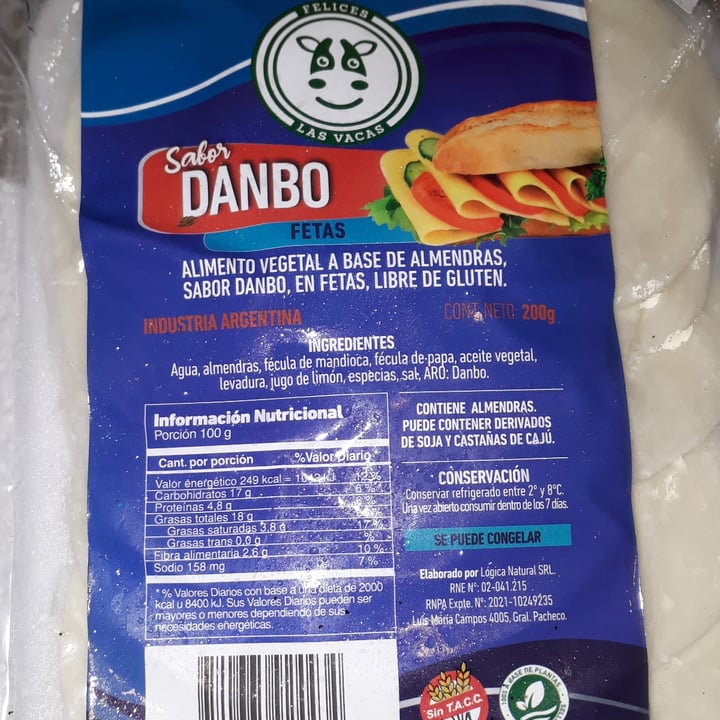 FELICES
LAS VACAS
Sabor
DANBO
FETAS
ALIMENTO VEGETAL A BASE DE ALMENDRAS,
SABOR DANBO, EN FETAS, LIBRE DE GLUTEN.
INDUSTRIA ARGENTINA
CONT. NETO: 200g.
INGREDIENTES
Agua, almendras, fécula de mandioca, fécula de papa, aceite vegetal,
levadura, jugo de limón, especias, sal, ARO: Danbo.
Información Nutricional
Porción 100 g
Cant. por porción %Valor Diario
Valor énergético 249 kcal = 1042 kJ 12%
Carbohidratos 17 g
Proteínas 4,8 g
Grasas totales 18 g
Grasas saturadas 3,8 g 17 %
Grasas trans 0,0 g %
Fibra alimentaria 2,6 g 10 %
Sodio 158 mg 7 %
*% Valores Diarios con base a una dieta de 2000
kcal u 8400 kJ. Sus Valores Diarios pueden ser
mayores o menores dependiendo de sus
necesidades energéticas.
CONTIENE ALMENDRAS.
PUEDE CONTENER DERIVADOS
DE SOJA Y CASTAÑAS DE CAJÚ.
CONSERVACIÓN
Conservar refrigerado entre 2° y 8°C.
Una vez abierto consumir dentro de los 7 días.
SE PUEDE CONGELAR
Elaborado por Lógica Natural SRL.
RNE N°: 02-041.215
RNPA Expte. N°: 2021-10249235
Luis María Campos 4005, Gral. Pacheco.
Sin T.A.C.C.
A BASE DE PLANTAS